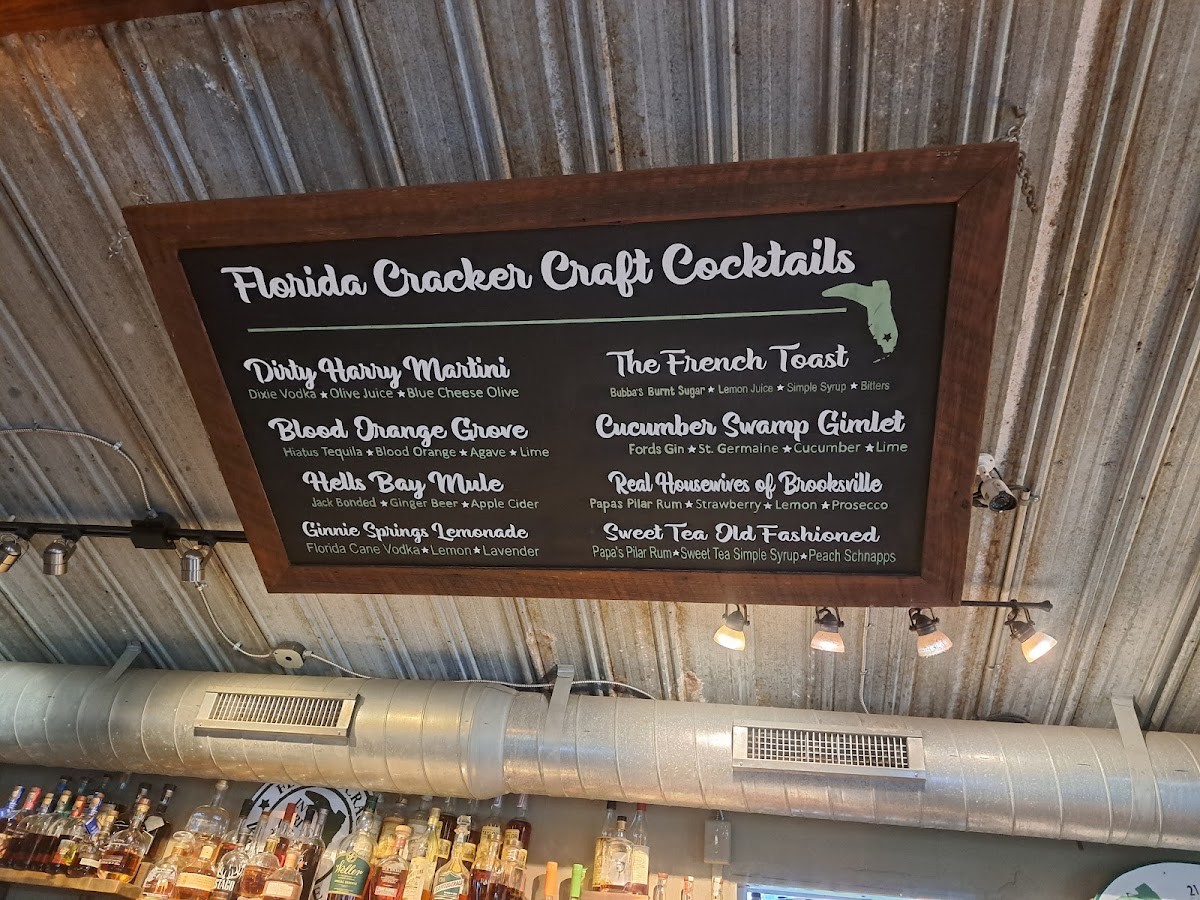 Florida Cracker Craft Cocktails
Dirty Harry Martini
Dixie Vodka ★ Olive Juice ★ Blue Cheese Olive
Blood Orange Grove
Hiatus Tequila ★ Blood Orange ★ Agave ★ Lime
Hells Bay Mule
Jack Bonded ★ Ginger Beer ★ Apple Cider
Ginnie Springs Lemonade
Florida Cane Vodka ★ Lemon ★ Lavender
The French Toast
Bubba's Burnt Sugar ★ Lemon Juice ★ Simple Syrup ★ Bitters
Cucumber Swamp Gimlet
Fords Gin ★ St. Germaine ★ Cucumber ★ Lime
Real Housewives of Brooksville
Papas Pilar Rum ★ Strawberry ★ Lemon ★ Prosecco
Sweet Tea Old Fashioned
Papa's Pilar Rum ★ Sweet Tea Simple Syrup ★ Peach Schnapps
Weller
21